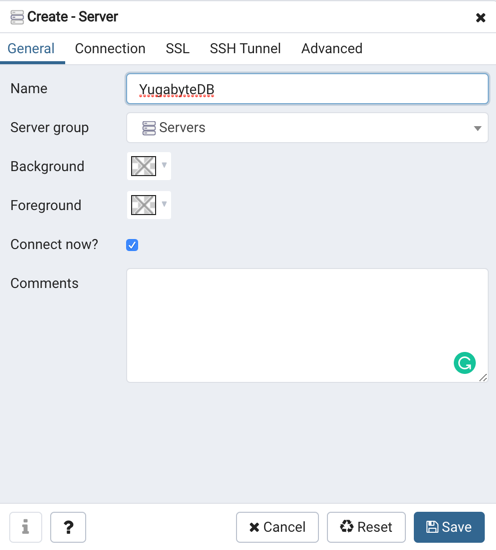 Create - Server
General Connection SSL SSH Tunnel Advanced
Name YugabyteDB
Server group Servers
Background
Foreground
Connect now?
Comments
Cancel Reset Save